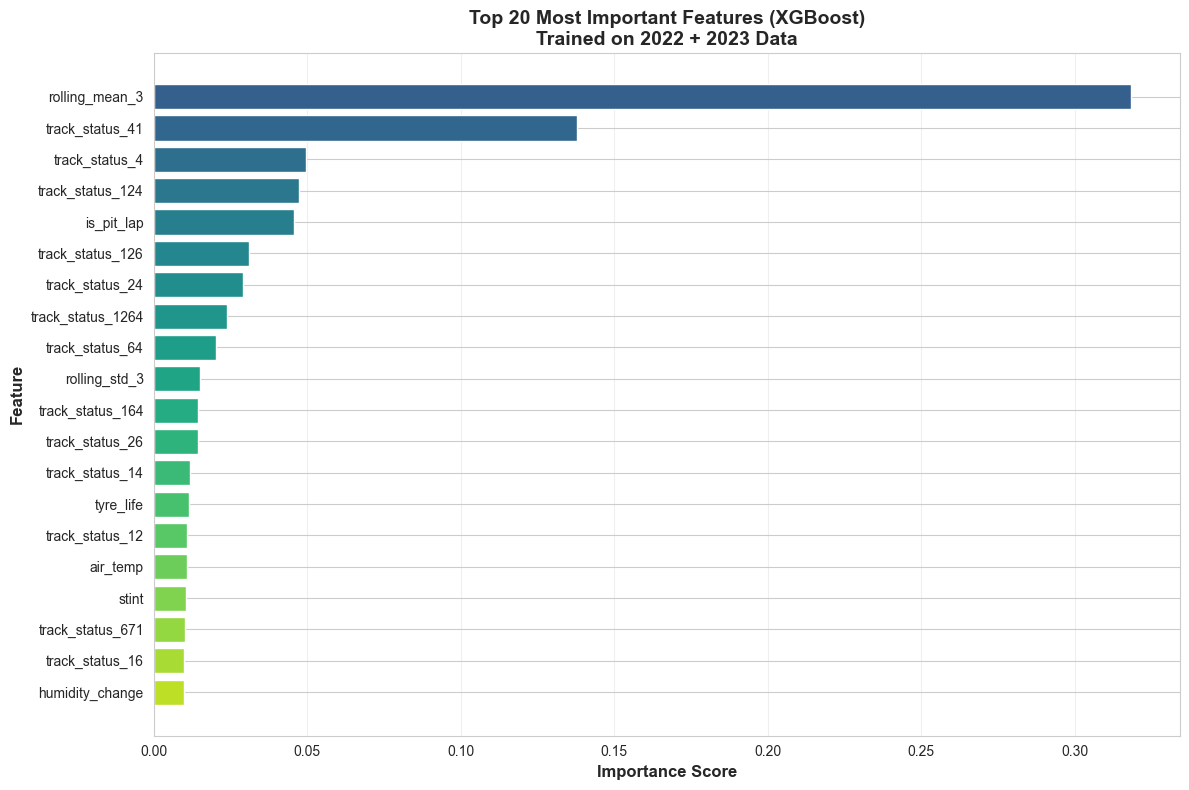 Top 20 Most Important Features (XGBoost)
Trained on 2022 + 2023 Data
Feature
rolling_mean_3
track_status_41
track_status_4
track_status_124
is_pit_lap
track_status_126
track_status_24
track_status_1264
track_status_64
rolling_std_3
track_status_164
track_status_26
track_status_14
tyre_life
track_status_12
air_temp
stint
track_status_671
track_status_16
humidity_change
0.00 0.05 0.10 0.15 0.20 0.25 0.30
Importance Score